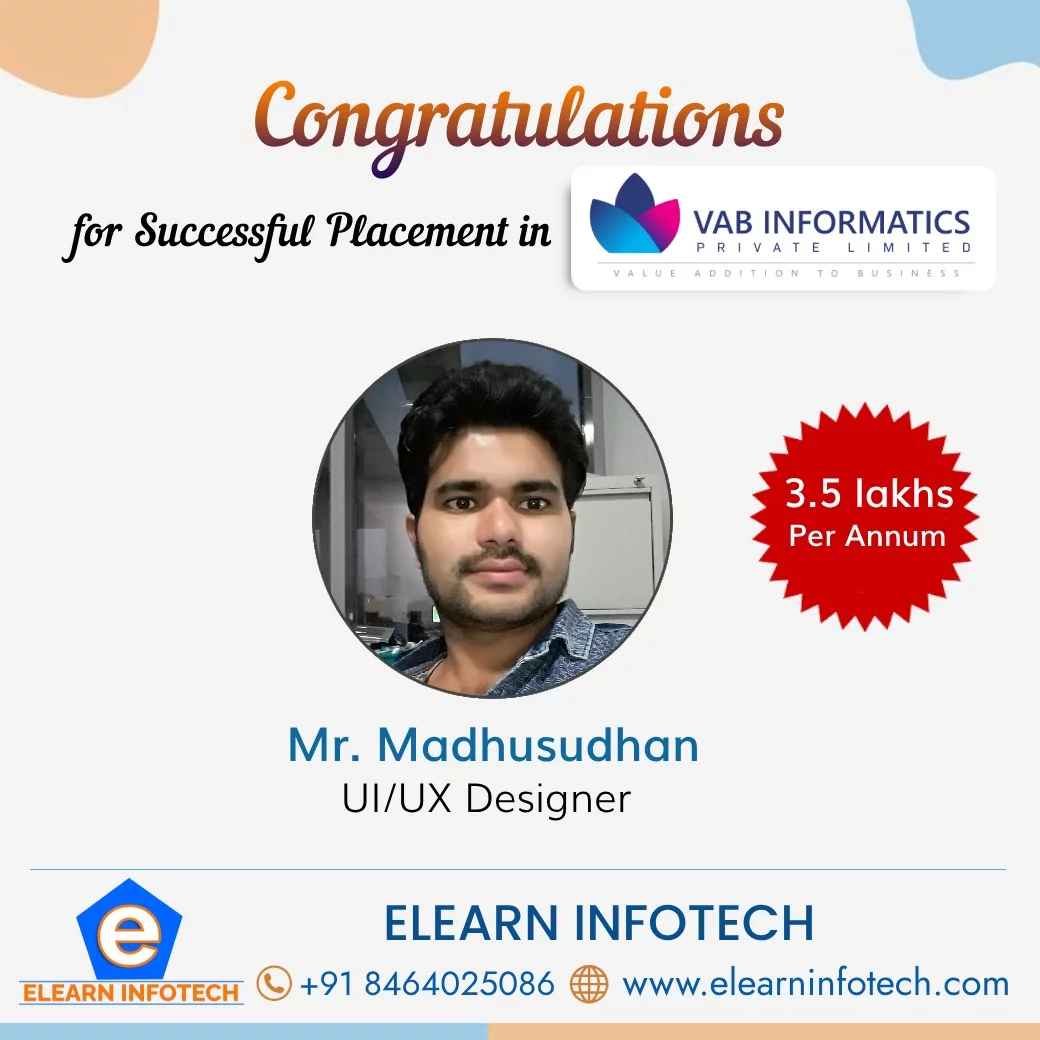 Congratulations
for Successful Placement in
VAB INFORMATICS
PRIVATE LIMITED
VALUE ADDITION TO BUSINESS
3.5 lakhs
Per Annum
Mr. Madhusudhan
UI/UX Designer
e
ELEARN INFOTECH
ELEARN INFOTECH
+91 8464025086 www.elearninfotech.com